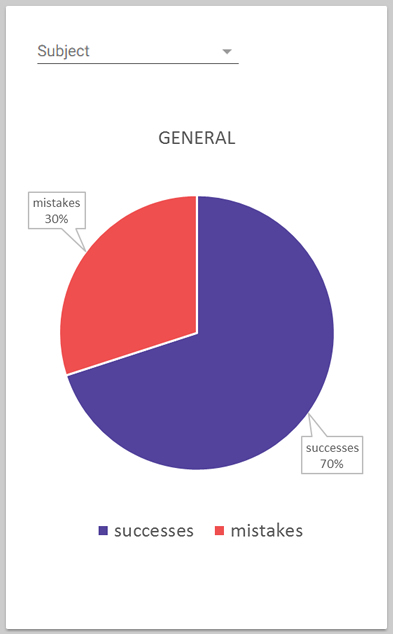 Subject
GENERAL
mistakes
30%
successes
70%
successes mistakes